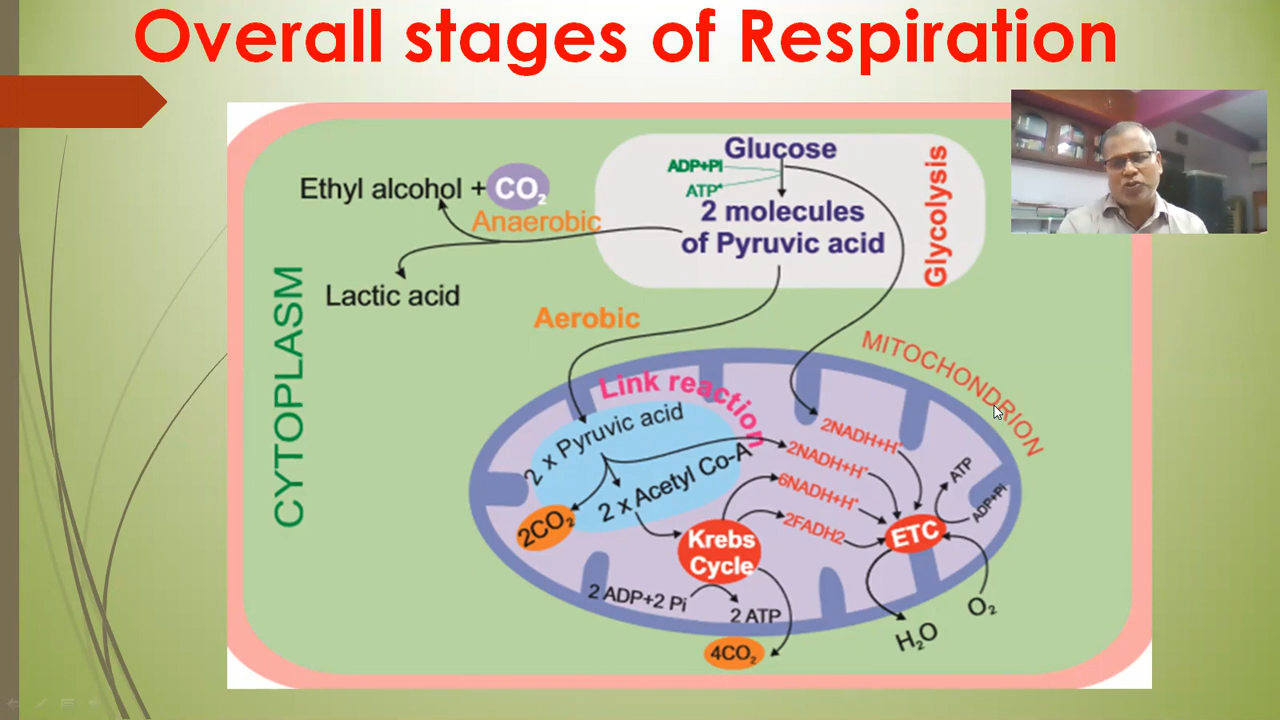 Overall stages of Respiration
Glucose
ADP+Pi
ATP
2 molecules
of Pyruvic acid
Glycolysis
Ethyl alcohol + CO₂
Anaerobic
Lactic acid
CYTOPLASM
Aerobic
MITOCHONDRION
Link reaction
2 x Pyruvic acid
2 x Acetyl Co-A
2CO₂
2NADH+H⁺
2NADH+H⁺
6NADH+H⁺
2FADH2
Krebs
Cycle
ETC
ATP
ADP+Pi
2 ADP+2 Pi
2 ATP
4CO₂
H₂O
O₂